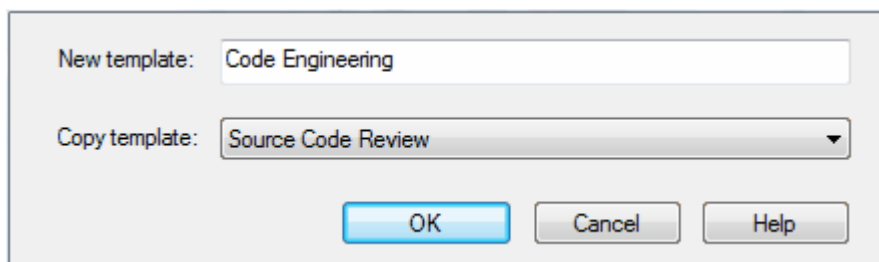 New template: Code Engineering
Copy template: Source Code Review
OK Cancel Help